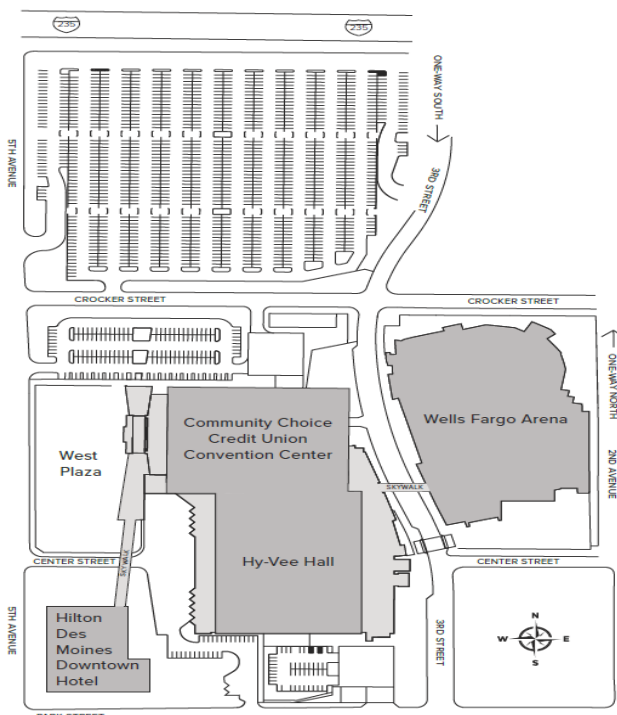 235
235
ONE-WAY SOUTH
5TH AVENUE
3RD STREET
CROCKER STREET
CROCKER STREET
ONE-WAY NORTH
Community Choice
Credit Union
Convention Center
Wells Fargo Arena
West
Plaza
2ND AVENUE
SKYWALK
CENTER STREET
SKYWALK
Hy-Vee Hall
CENTER STREET
5TH AVENUE
Hilton
Des
Moines
Downtown
Hotel
3RD STREET
N
W
E
S
PARK STREET